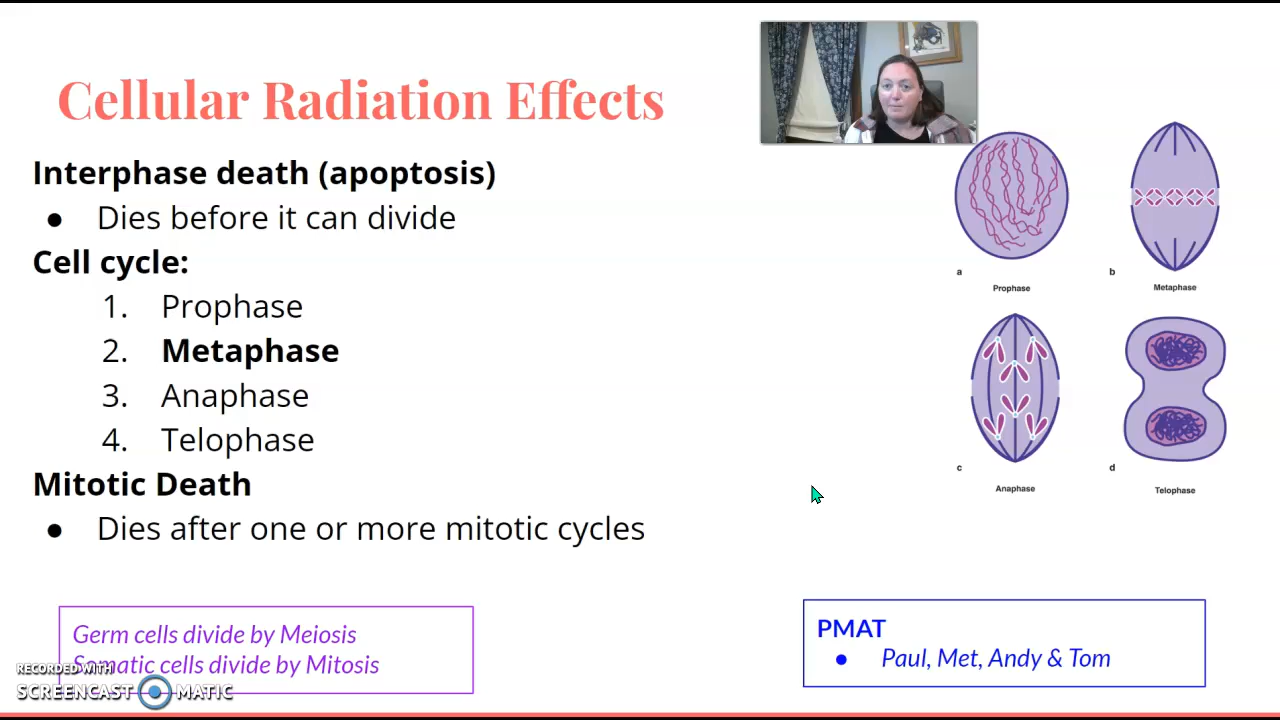 Cellular Radiation Effects
Interphase death (apoptosis)
● Dies before it can divide
Cell cycle:
1. Prophase
2. Metaphase
3. Anaphase
4. Telophase
Mitotic Death
● Dies after one or more mitotic cycles
a
Prophase
b
Metaphase
c
Anaphase
d
Telophase
Germ cells divide by Meiosis
Somatic cells divide by Mitosis
PMAT
● Paul, Met, Andy & Tom
RECORDED WITH
SCREENCAST MATIC